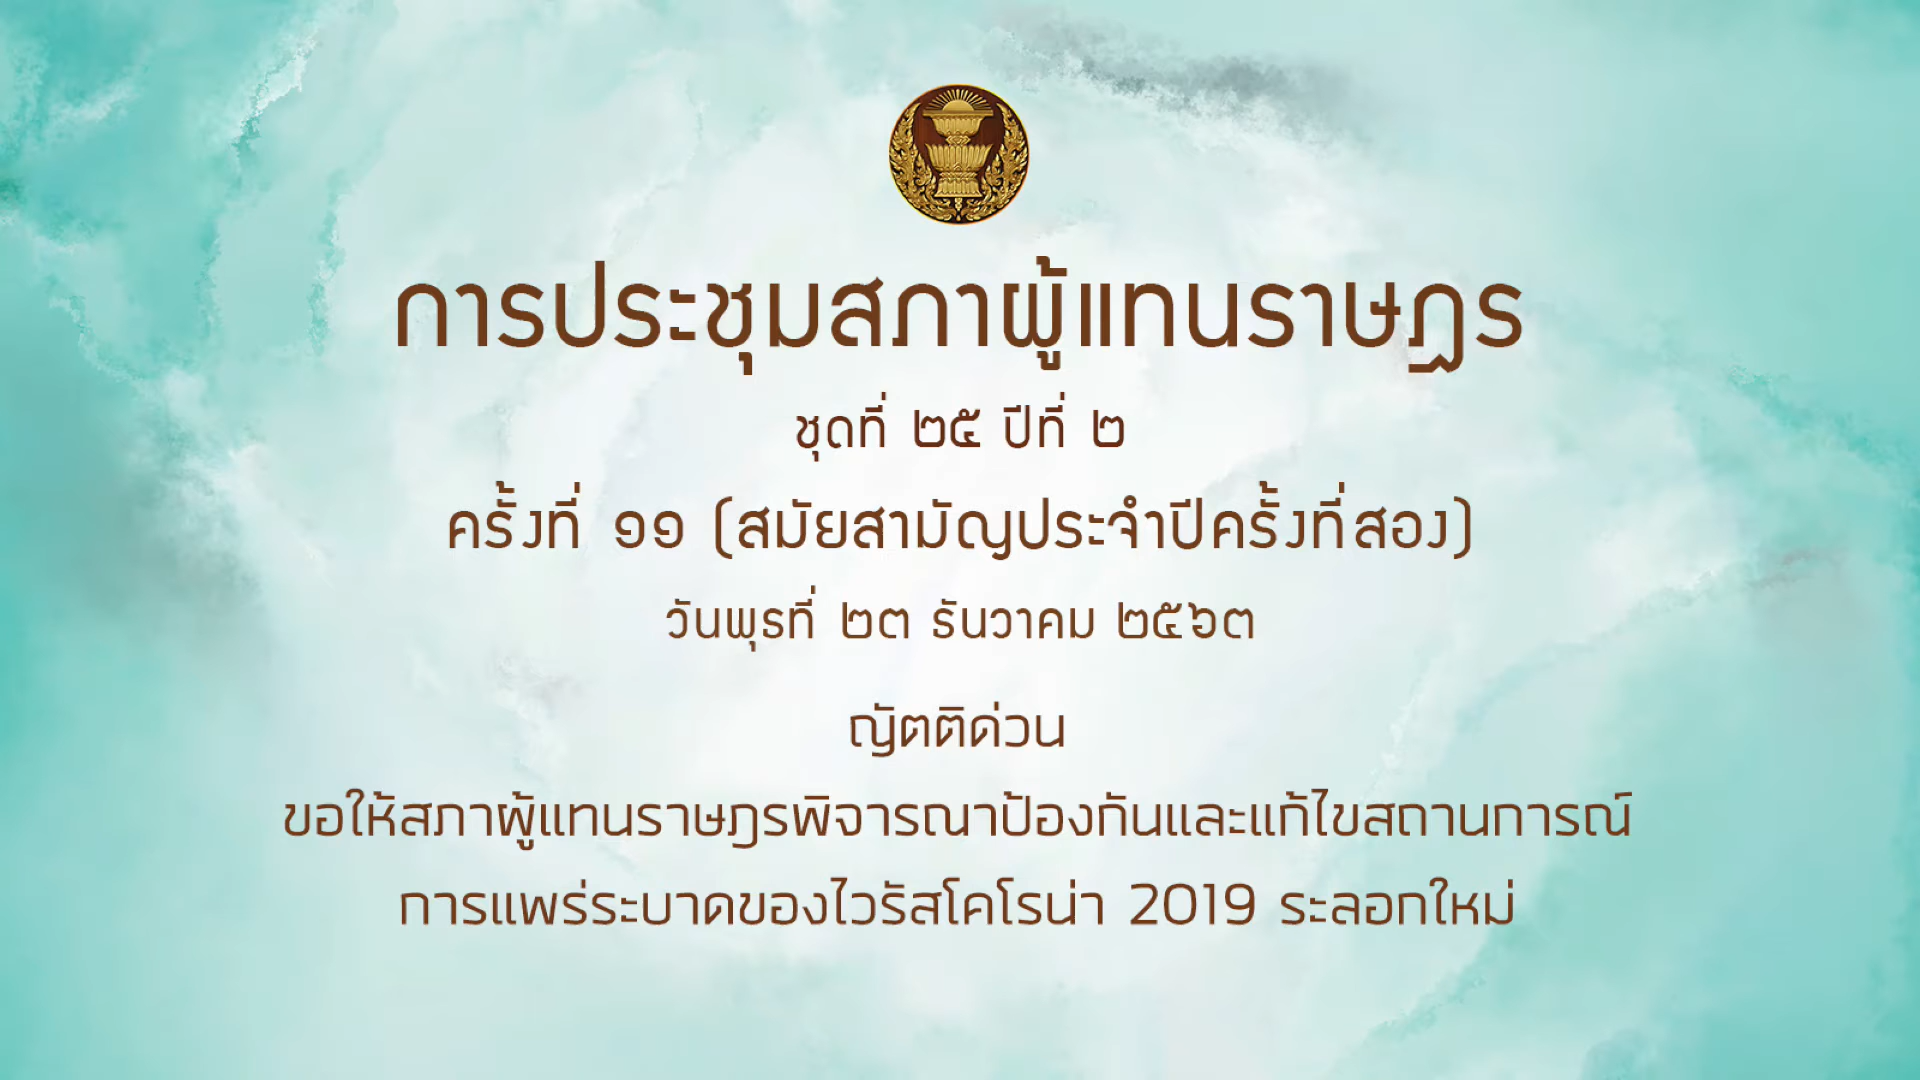 การประชุมสภาผู้แทนราษฎร
ชุดที่ ๒๕ ปีที่ ๒
ครั้งที่ ๑๑ (สมัยสามัญประจำปีครั้งที่สอง)
วันพุธที่ ๒๓ ธันวาคม ๒๕๖๓
ญัตติด่วน
ขอให้สภาผู้แทนราษฎรพิจารณาป้องกันและแก้ไขสถานการณ์
การแพร่ระบาดของไวรัสโคโรน่า 2019 ระลอกใหม่